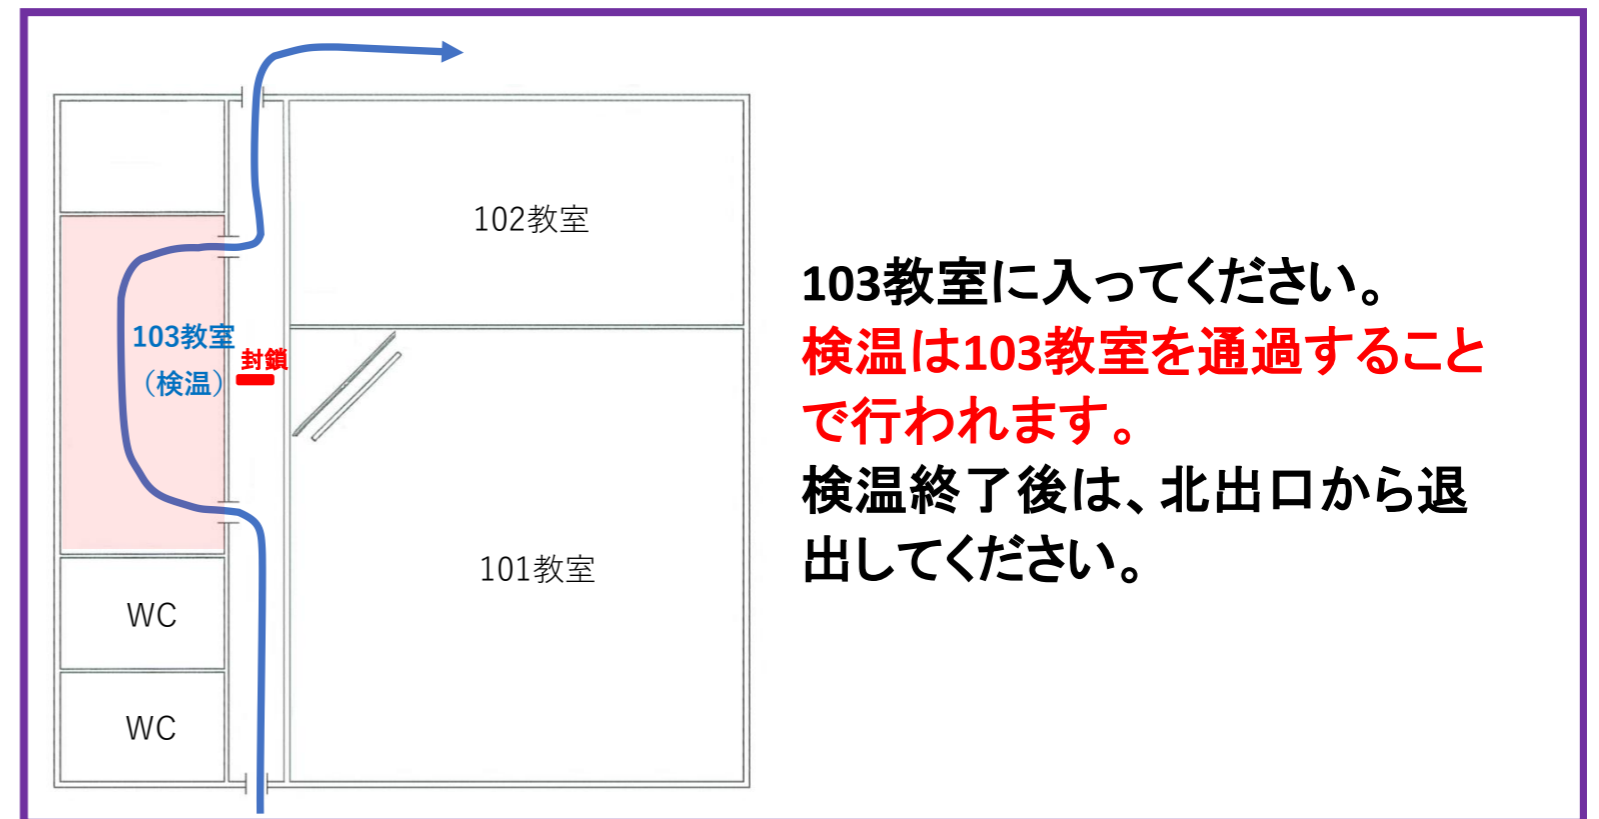 102教室
103教室
（検温）
封鎖
101教室
WC
WC
103教室に入ってください。
検温は103教室を通過すること
で行われます。
検温終了後は、北出口から退
出してください。